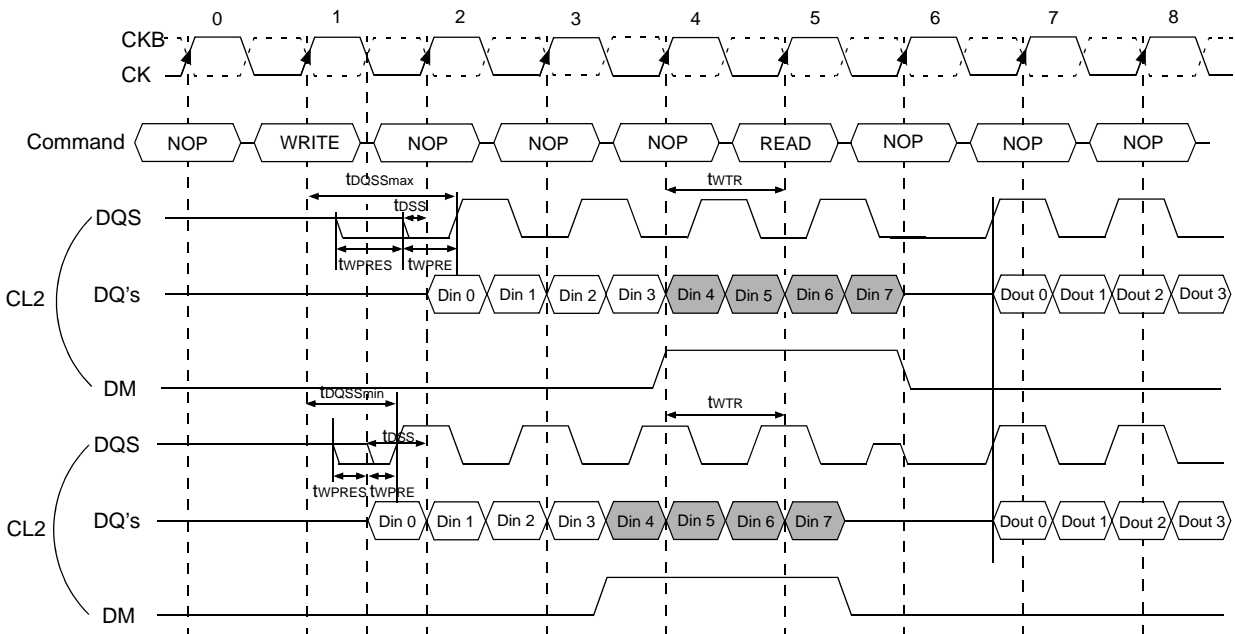 0 1 2 3 4 5 6 7 8
CKB
CK
Command NOP WRITE NOP NOP NOP READ NOP NOP NOP
tDQSSmax tWTR
tDSS
DQS
tWPRES tWPRE
CL2
DQ's Din 0 Din 1 Din 2 Din 3 Din 4 Din 5 Din 6 Din 7 Dout 0 Dout 1 Dout 2 Dout 3
DM
tDQSSmin tWTR
DQS tDSS
tWPRES tWPRE
CL2
DQ's Din 0 Din 1 Din 2 Din 3 Din 4 Din 5 Din 6 Din 7 Dout 0 Dout 1 Dout 2 Dout 3
DM